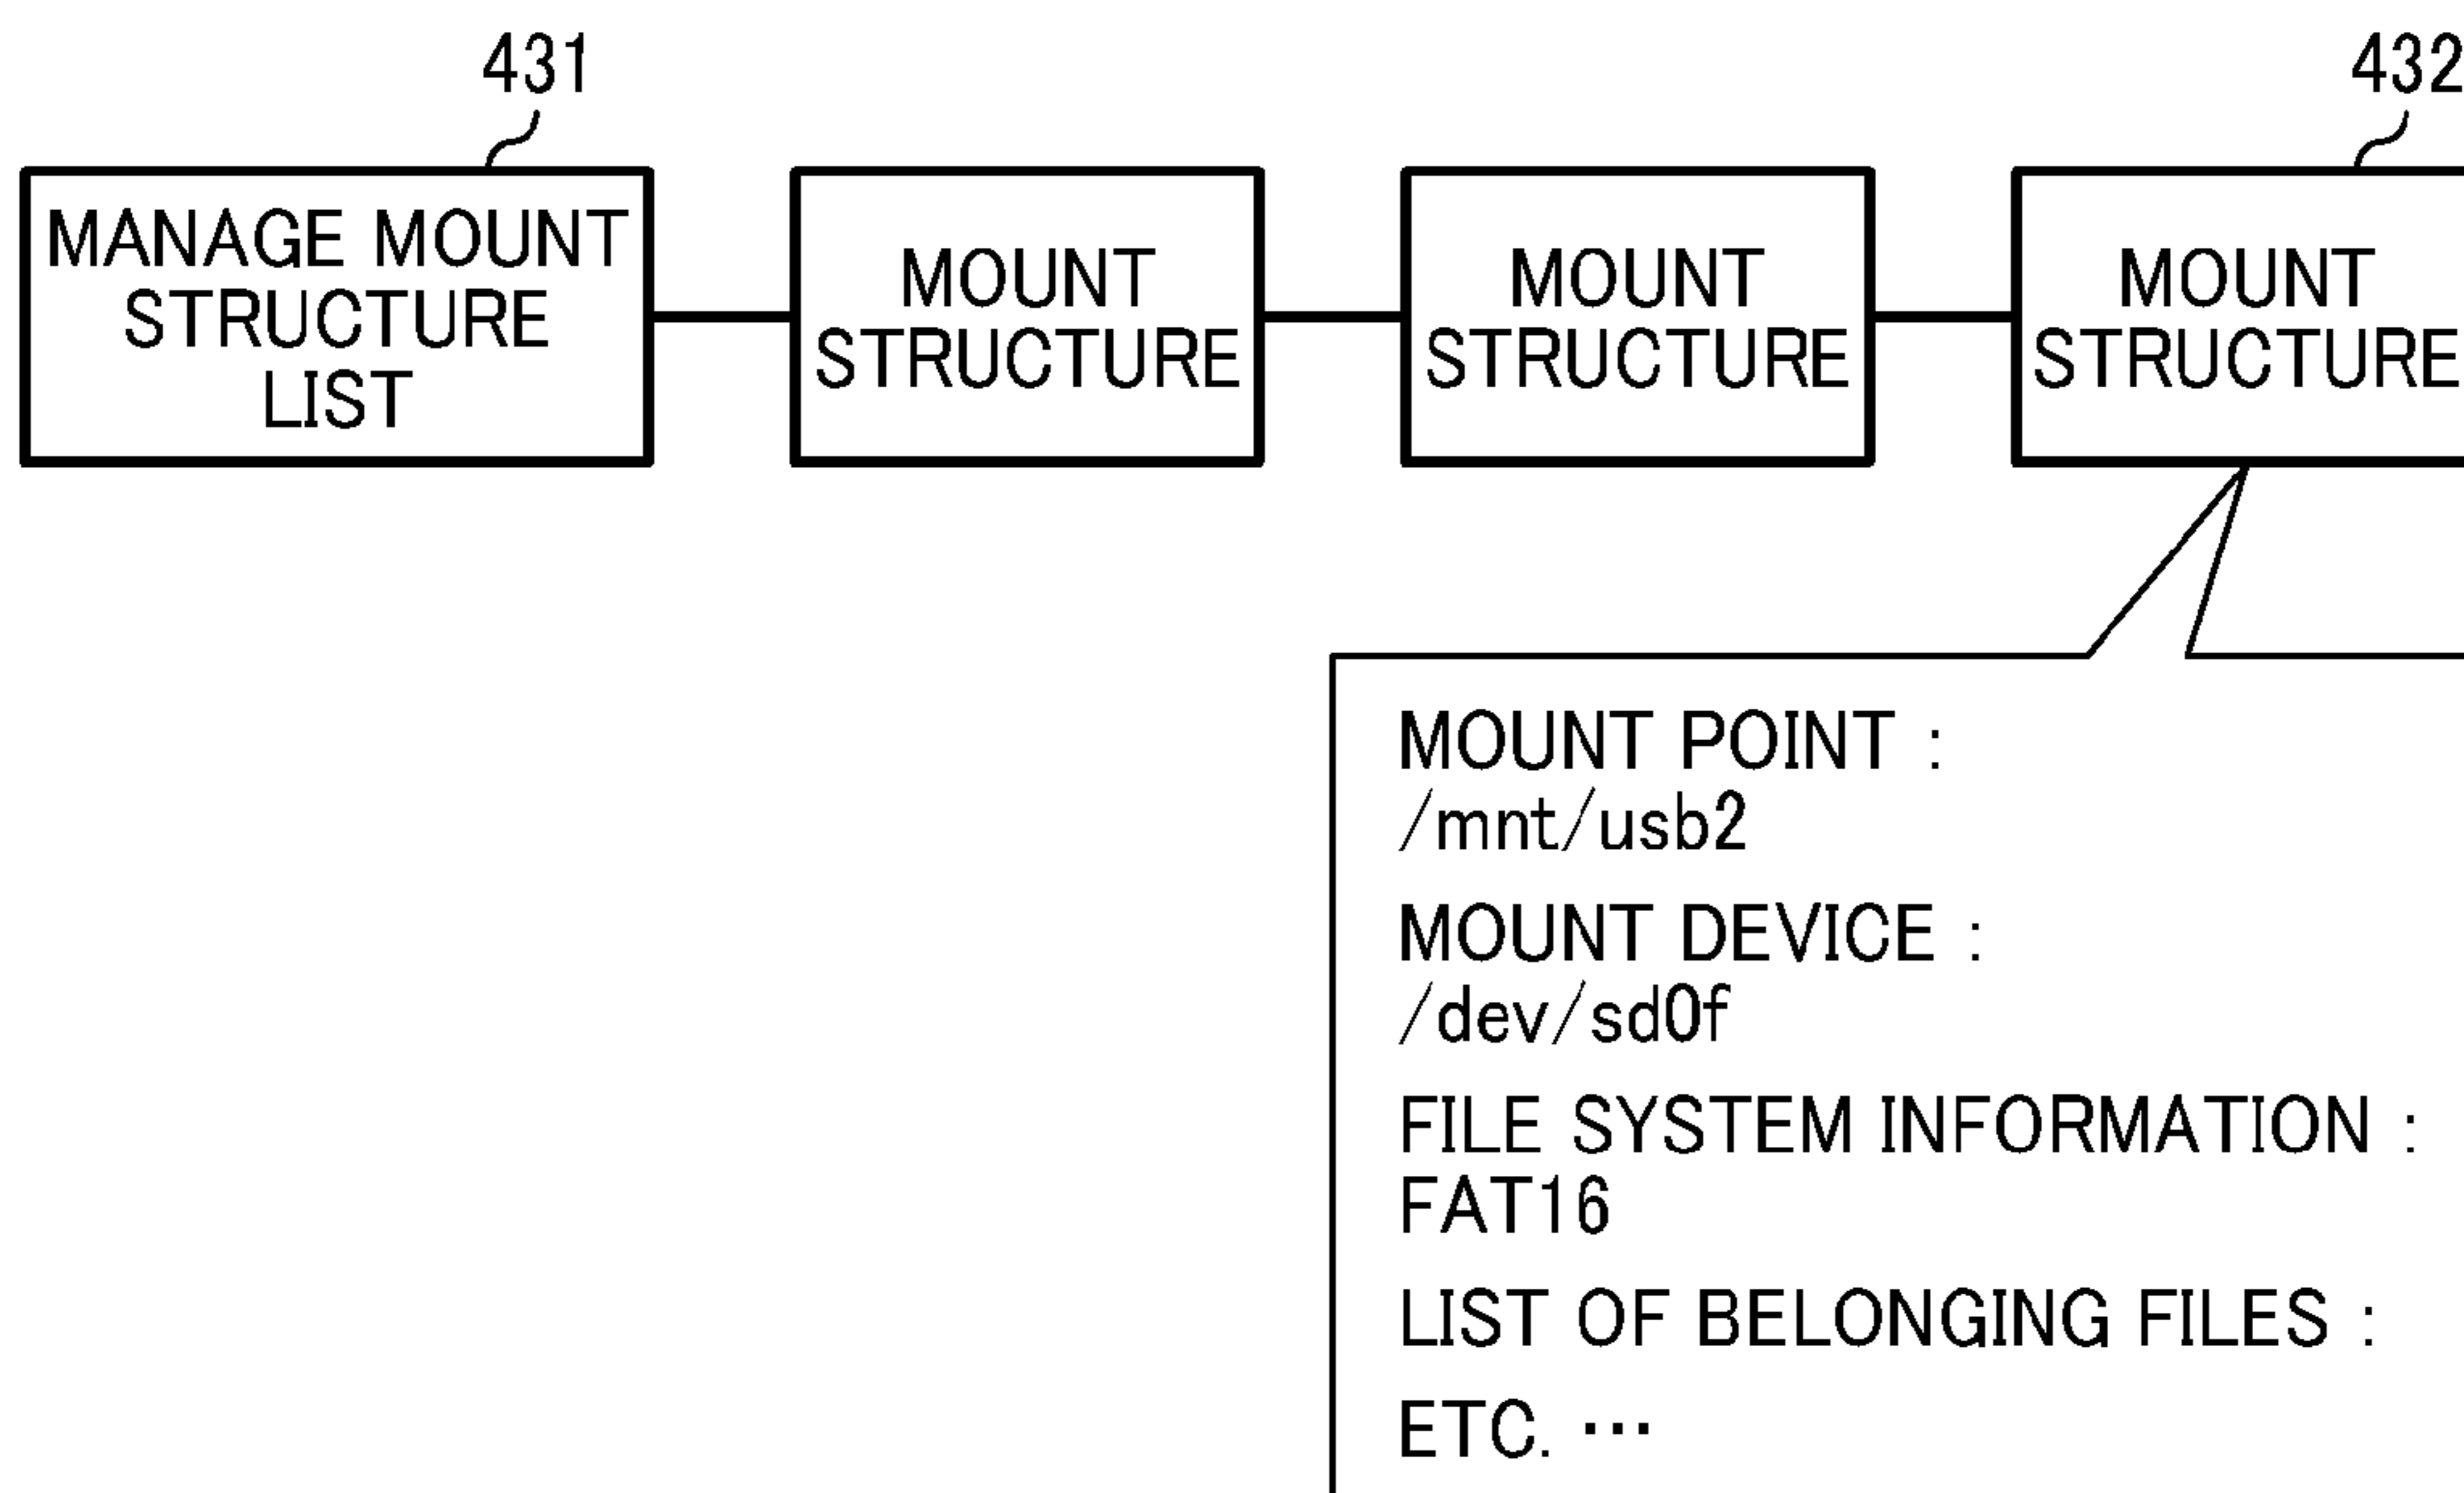 431
432
MANAGE MOUNT
STRUCTURE
LIST
MOUNT
STRUCTURE
MOUNT
STRUCTURE
MOUNT
STRUCTURE
MOUNT POINT :
/mnt/usb2
MOUNT DEVICE :
/dev/sd0f
FILE SYSTEM INFORMATION :
FAT16
LIST OF BELONGING FILES :
ETC. ···